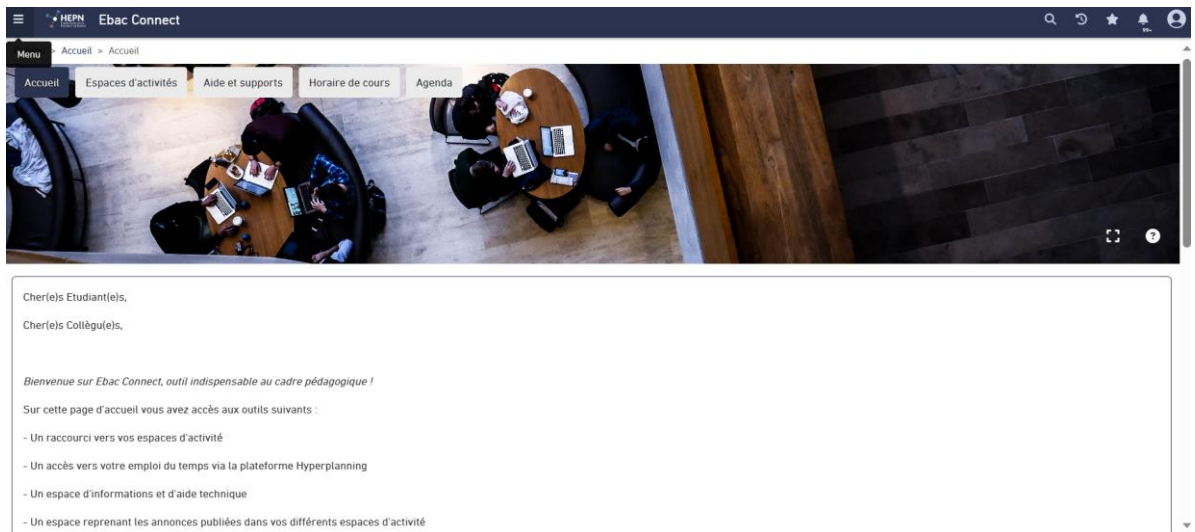 HEPN Ebac Connect
99+
Menu > Accueil > Accueil
Accueil Espaces d'activités Aide et supports Horaire de cours Agenda
Cher(e)s Etudiant(e)s,
Cher(e)s Collègu(e)s,
Bienvenue sur Ebac Connect, outil indispensable au cadre pédagogique !
Sur cette page d'accueil vous avez accès aux outils suivants :
- Un raccourci vers vos espaces d'activité
- Un accès vers votre emploi du temps via la plateforme Hyperplanning
- Un espace d'informations et d'aide technique
- Un espace reprenant les annonces publiées dans vos différents espaces d'activité